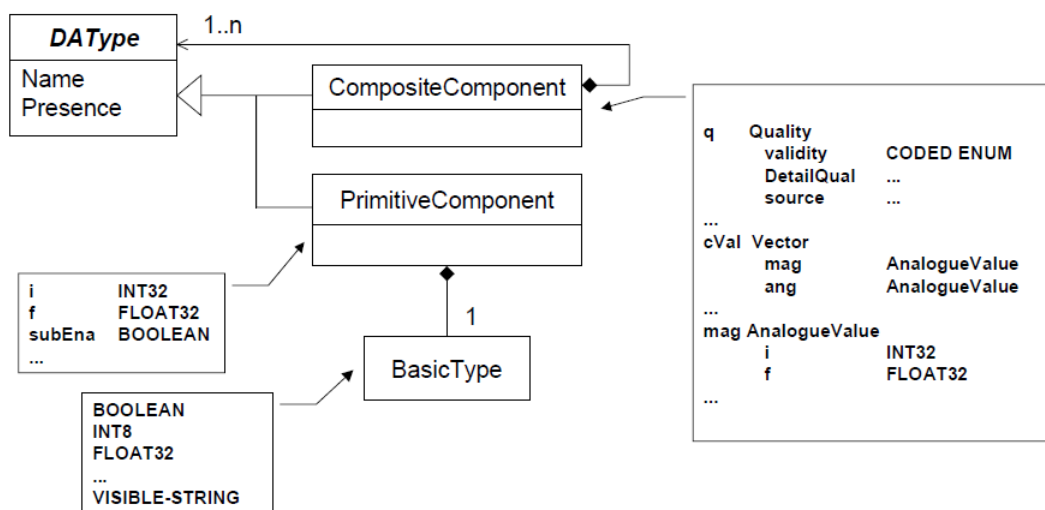 DAType
Name
Presence
1..n
CompositeComponent
PrimitiveComponent
1
BasicType
i INT32
f FLOAT32
subEna BOOLEAN
...
BOOLEAN
INT8
FLOAT32
...
VISIBLE-STRING
q Quality
validity CODED ENUM
DetailQual ...
source ...
...
cVal Vector
mag AnalogueValue
ang AnalogueValue
...
mag AnalogueValue
i INT32
f FLOAT32
...